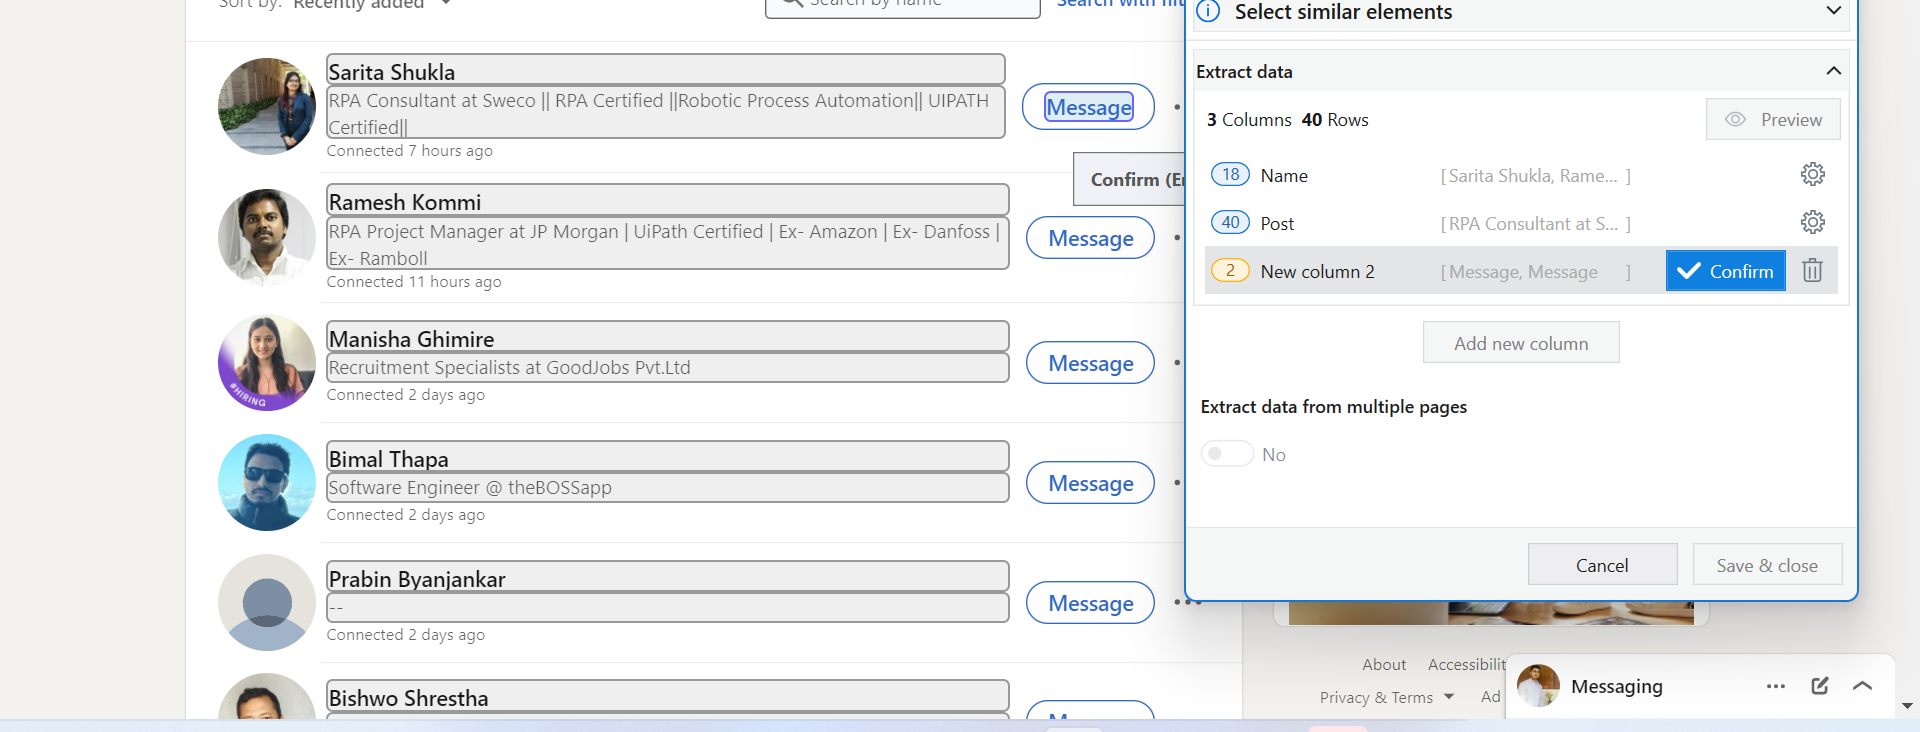 Sort by: Recently added
Search by name
Search with filt
Sarita Shukla
RPA Consultant at Sweco || RPA Certified ||Robotic Process Automation|| UIPATH
Certified||
Connected 7 hours ago
Message
Confirm (En
Ramesh Kommi
RPA Project Manager at JP Morgan | UiPath Certified | Ex- Amazon | Ex- Danfoss |
Ex- Ramboll
Connected 11 hours ago
Message
Manisha Ghimire
Recruitment Specialists at GoodJobs Pvt.Ltd
Connected 2 days ago
Message
#HIRING
Bimal Thapa
Software Engineer @ theBOSSapp
Connected 2 days ago
Message
Prabin Byanjankar
--
Connected 2 days ago
Message
...
Bishwo Shrestha
Select similar elements
Extract data
3 Columns 40 Rows
Preview
18 Name [ Sarita Shukla, Rame... ]
40 Post [ RPA Consultant at S... ]
2 New column 2 [ Message, Message ] Confirm
Add new column
Extract data from multiple pages
No
Cancel
Save & close
About Accessibilit
Privacy & Terms Ad
Messaging